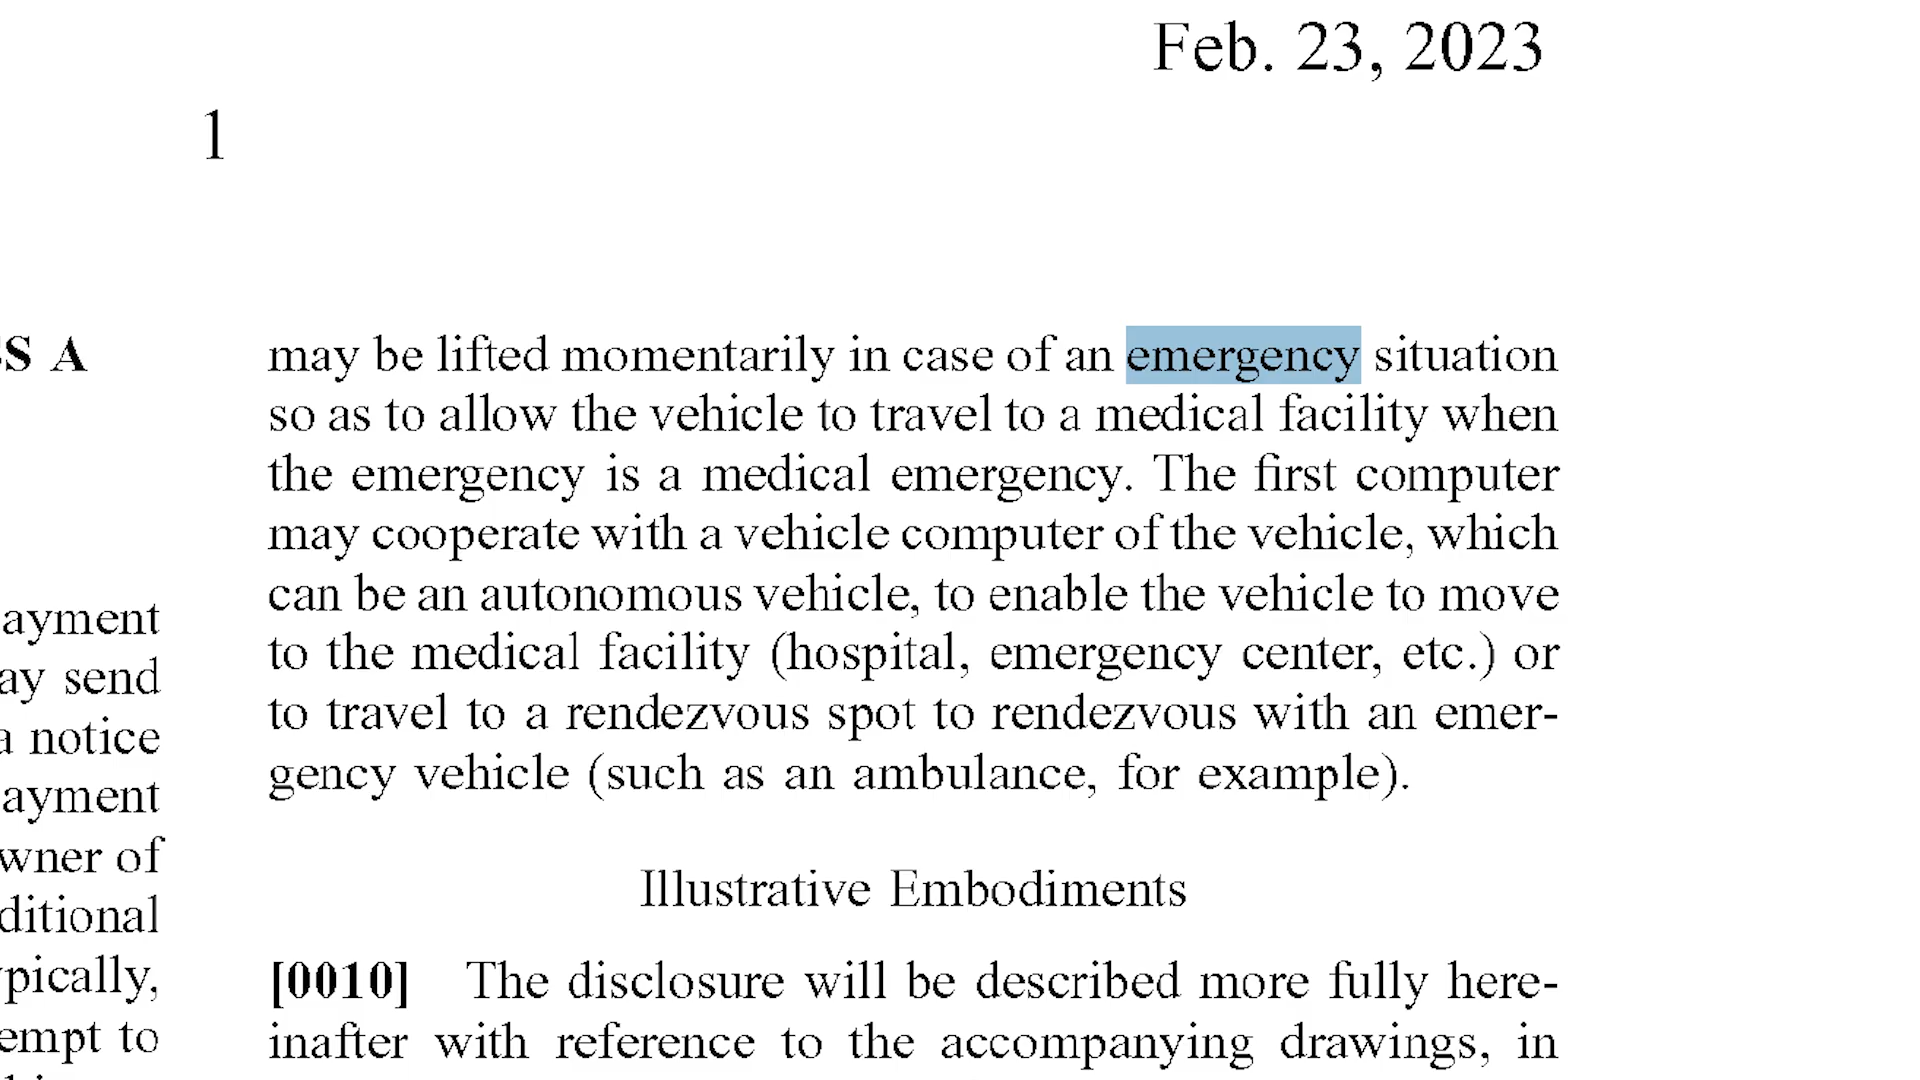 Feb. 23, 2023
1
S A
ayment
ay send
a notice
ayment
wner of
ditional
pically,
empt to
may be lifted momentarily in case of an emergency situation
so as to allow the vehicle to travel to a medical facility when
the emergency is a medical emergency. The first computer
may cooperate with a vehicle computer of the vehicle, which
can be an autonomous vehicle, to enable the vehicle to move
to the medical facility (hospital, emergency center, etc.) or
to travel to a rendezvous spot to rendezvous with an emer-
gency vehicle (such as an ambulance, for example).
Illustrative Embodiments
[0010] The disclosure will be described more fully here-
inafter with reference to the accompanying drawings, in